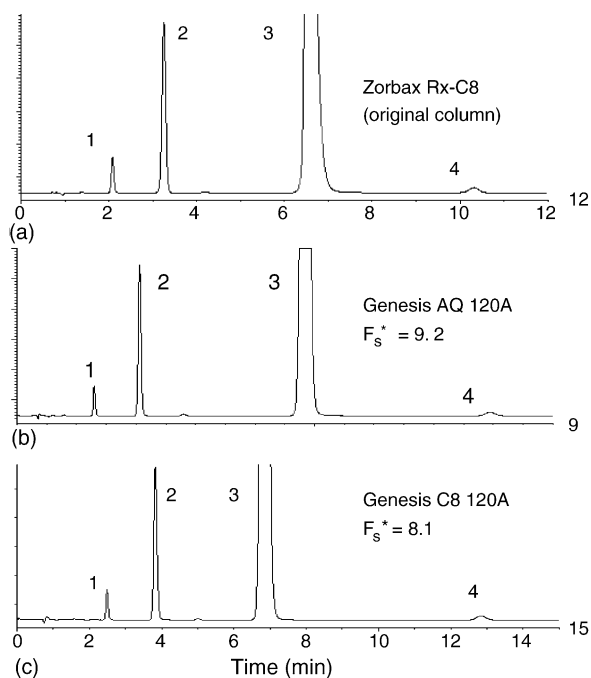 1
2
3
4
Zorbax Rx-C8
(original column)
0 2 4 6 8 10 12
12
(a)
1
2
3
4
Genesis AQ 120A
Fs* = 9.2
9
(b)
1
2
3
4
Genesis C8 120A
Fs* = 8.1
0 2 4 6 8 10 12 14
15
(c)
Time (min)